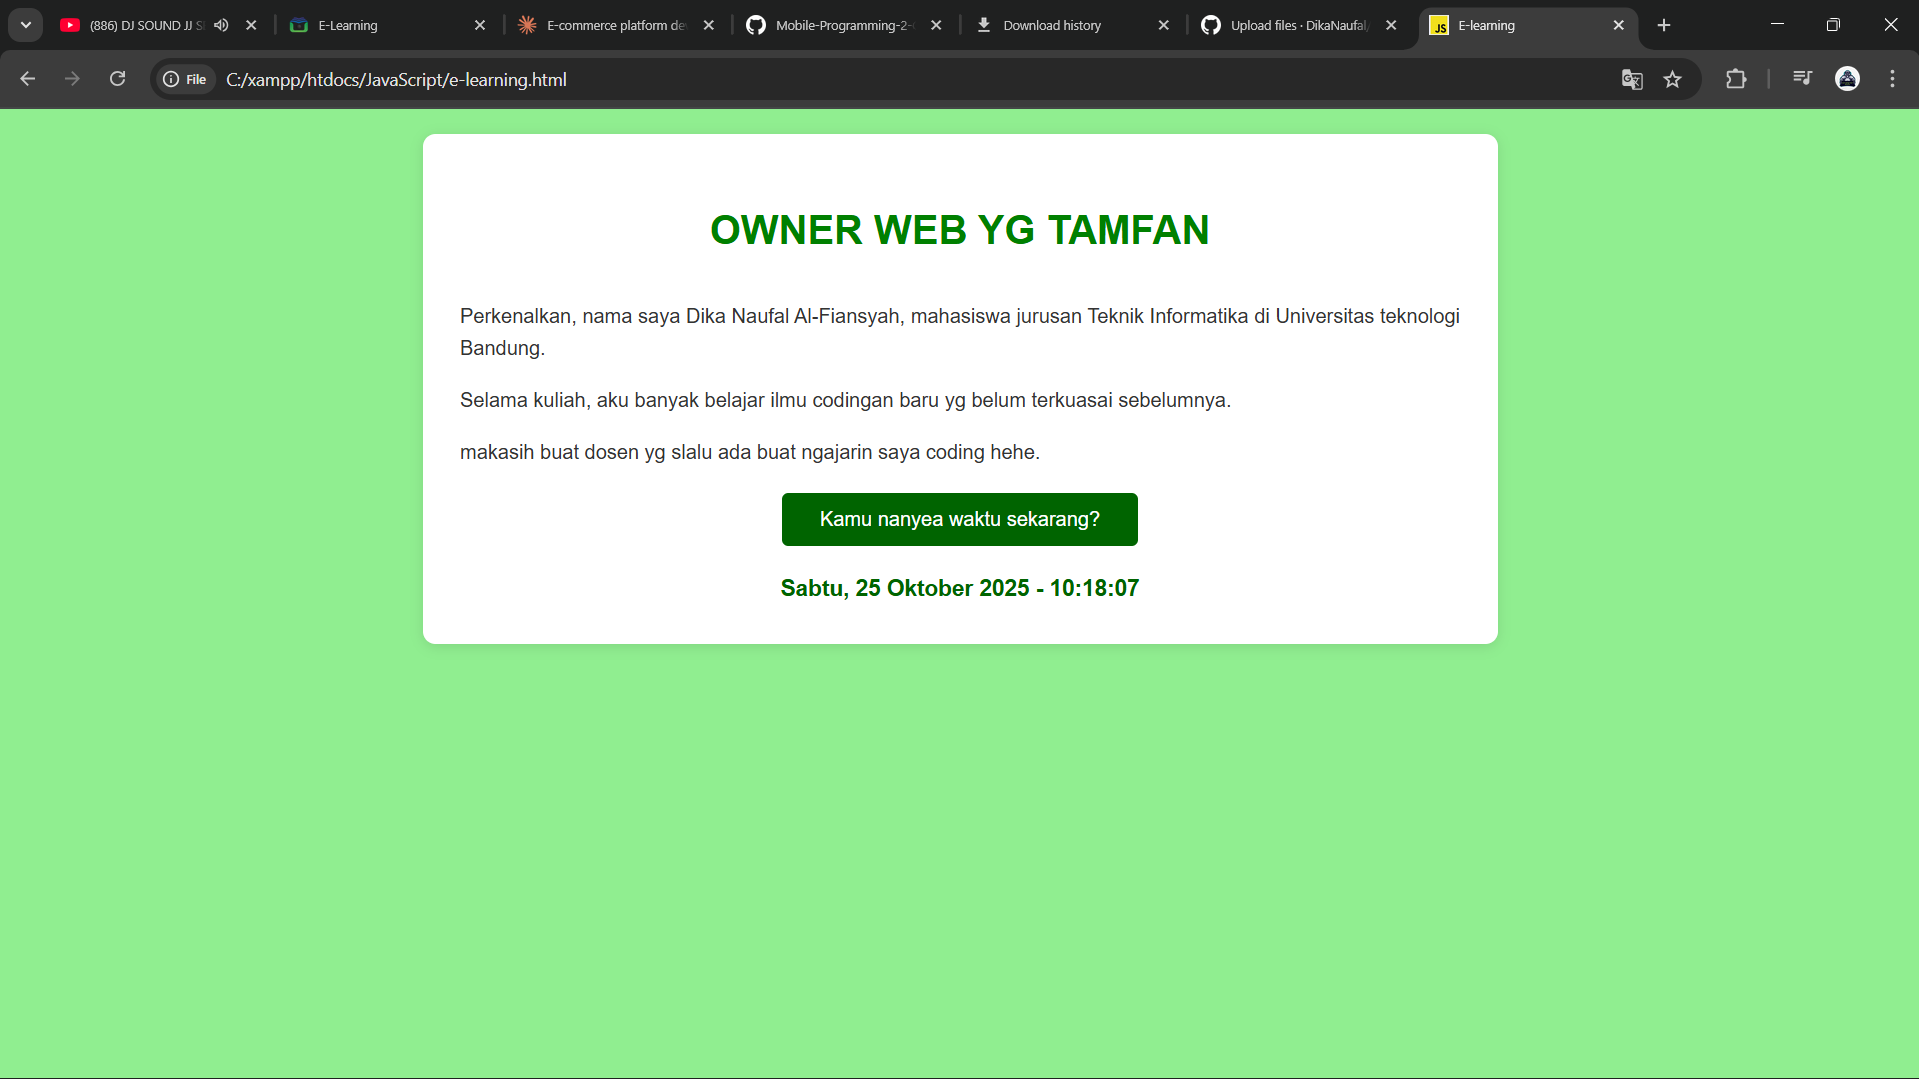 (886) DJ SOUND JJ
E-Learning
E-commerce platform de
Mobile-Programming-2-
Download history
Upload files · DikaNaufal
JS
E-learning
File
C:/xampp/htdocs/JavaScript/e-learning.html
OWNER WEB YG TAMFAN
Perkenalkan, nama saya Dika Naufal Al-Fiansyah, mahasiswa jurusan Teknik Informatika di Universitas teknologi
Bandung.
Selama kuliah, aku banyak belajar ilmu codingan baru yg belum terkuasai sebelumnya.
makasih buat dosen yg slalu ada buat ngajarin saya coding hehe.
Kamu nanyea waktu sekarang?
Sabtu, 25 Oktober 2025 - 10:18:07